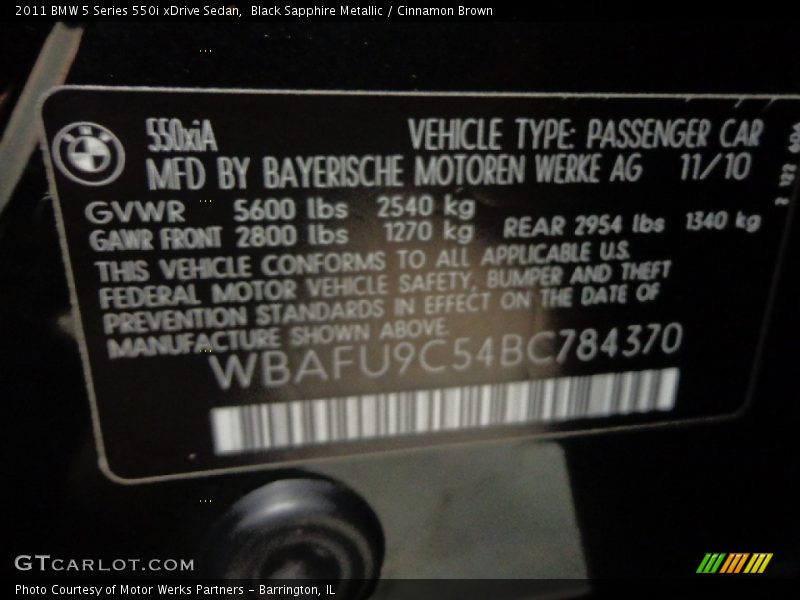 2011 BMW 5 Series 550i xDrive Sedan,  Black Sapphire Metallic / Cinnamon Brown
550xiA
VEHICLE TYPE: PASSENGER CAR
MFD BY BAYERISCHE MOTOREN WERKE AG 11/10
GVWR 5600 lbs 2540 kg
GAWR FRONT 2800 lbs 1270 kg REAR 2954 lbs 1340 kg
THIS VEHICLE CONFORMS TO ALL APPLICABLE U.S.
FEDERAL MOTOR VEHICLE SAFETY, BUMPER AND THEFT
PREVENTION STANDARDS IN EFFECT ON THE DATE OF
MANUFACTURE SHOWN ABOVE.
WBAFU9C54BC784370
GTCARLOT.COM
Photo Courtesy of Motor Werks Partners - Barrington, IL